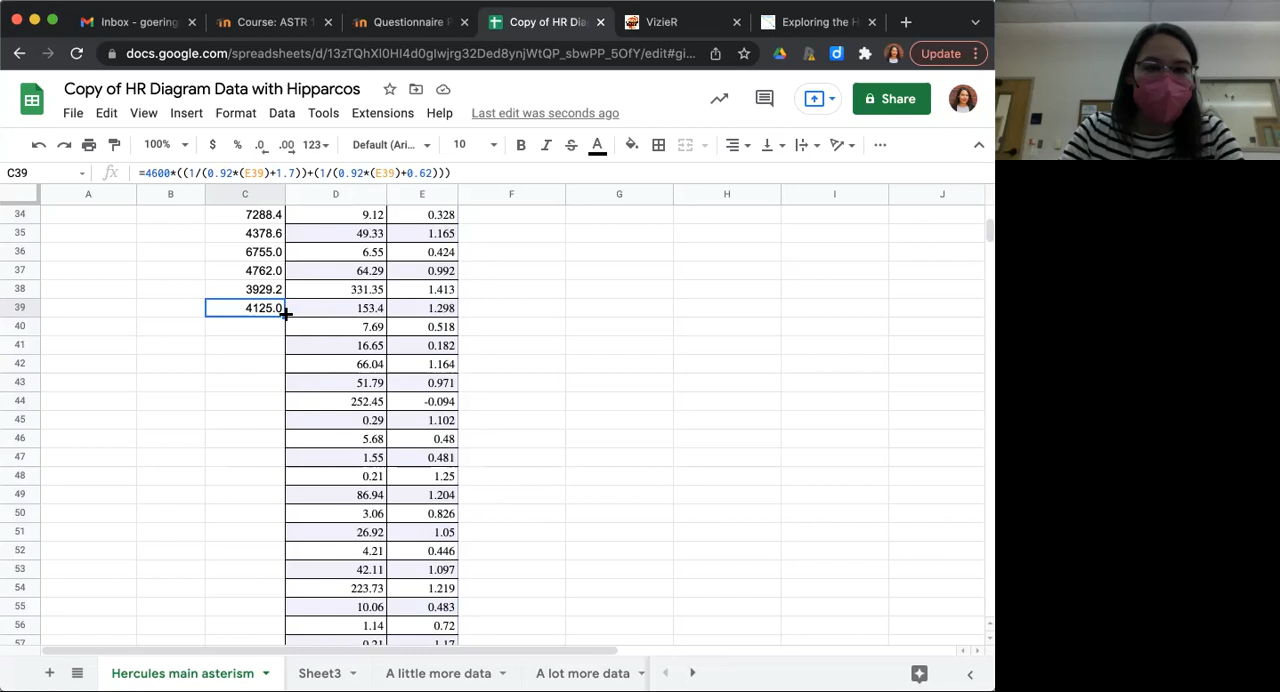 Inbox - goering
Course: ASTR 1
Questionnaire P
Copy of HR Dia
VizieR
Exploring the H
docs.google.com/spreadsheets/d/13zTQhXl0HI4d0gIwjrg32Ded8ynjWtQP_sbwPP_5OfY/edit#gi...
Update
Copy of HR Diagram Data with Hipparcos
File Edit View Insert Format Data Tools Extensions Help Last edit was seconds ago
Share
100% $ % .0 .00 123 Default (Ari... 10 B I S A
C39 fx =4600*((1/(0.92*(E39)+1.7))+(1/(0.92*(E39)+0.62)))
A B C D E F G H I J
34 7288.4 9.12 0.328
35 4378.6 49.33 1.165
36 6755.0 6.55 0.424
37 4762.0 64.29 0.992
38 3929.2 331.35 1.413
39 4125.0 153.4 1.298
40 7.69 0.518
41 16.65 0.182
42 66.04 1.164
43 51.79 0.971
44 252.45 -0.094
45 0.29 1.102
46 5.68 0.48
47 1.55 0.481
48 0.21 1.25
49 86.94 1.204
50 3.06 0.826
51 26.92 1.05
52 4.21 0.446
53 42.11 1.097
54 223.73 1.219
55 10.06 0.483
56 1.14 0.72
57 0.21 1.17
Hercules main asterism Sheet3 A little more data A lot more data